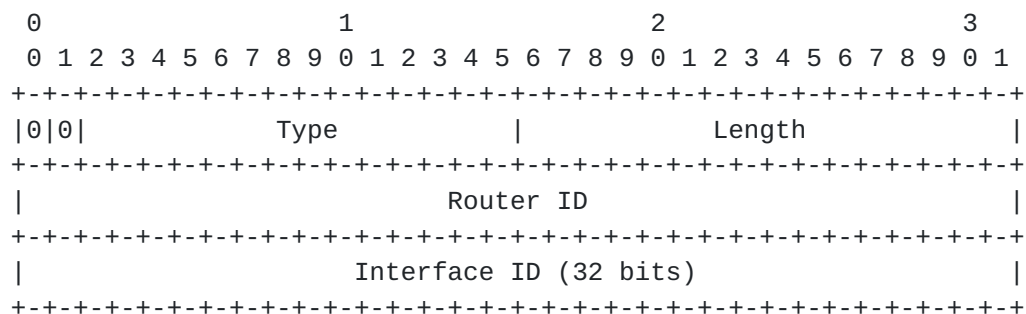 0                   1                   2                   3
 0 1 2 3 4 5 6 7 8 9 0 1 2 3 4 5 6 7 8 9 0 1 2 3 4 5 6 7 8 9 0 1
+-+-+-+-+-+-+-+-+-+-+-+-+-+-+-+-+-+-+-+-+-+-+-+-+-+-+-+-+-+-+-+-+
|0|0|            Type           |            Length             |
+-+-+-+-+-+-+-+-+-+-+-+-+-+-+-+-+-+-+-+-+-+-+-+-+-+-+-+-+-+-+-+-+
|                           Router ID                           |
+-+-+-+-+-+-+-+-+-+-+-+-+-+-+-+-+-+-+-+-+-+-+-+-+-+-+-+-+-+-+-+-+
|                     Interface ID (32 bits)                    |
+-+-+-+-+-+-+-+-+-+-+-+-+-+-+-+-+-+-+-+-+-+-+-+-+-+-+-+-+-+-+-+-+